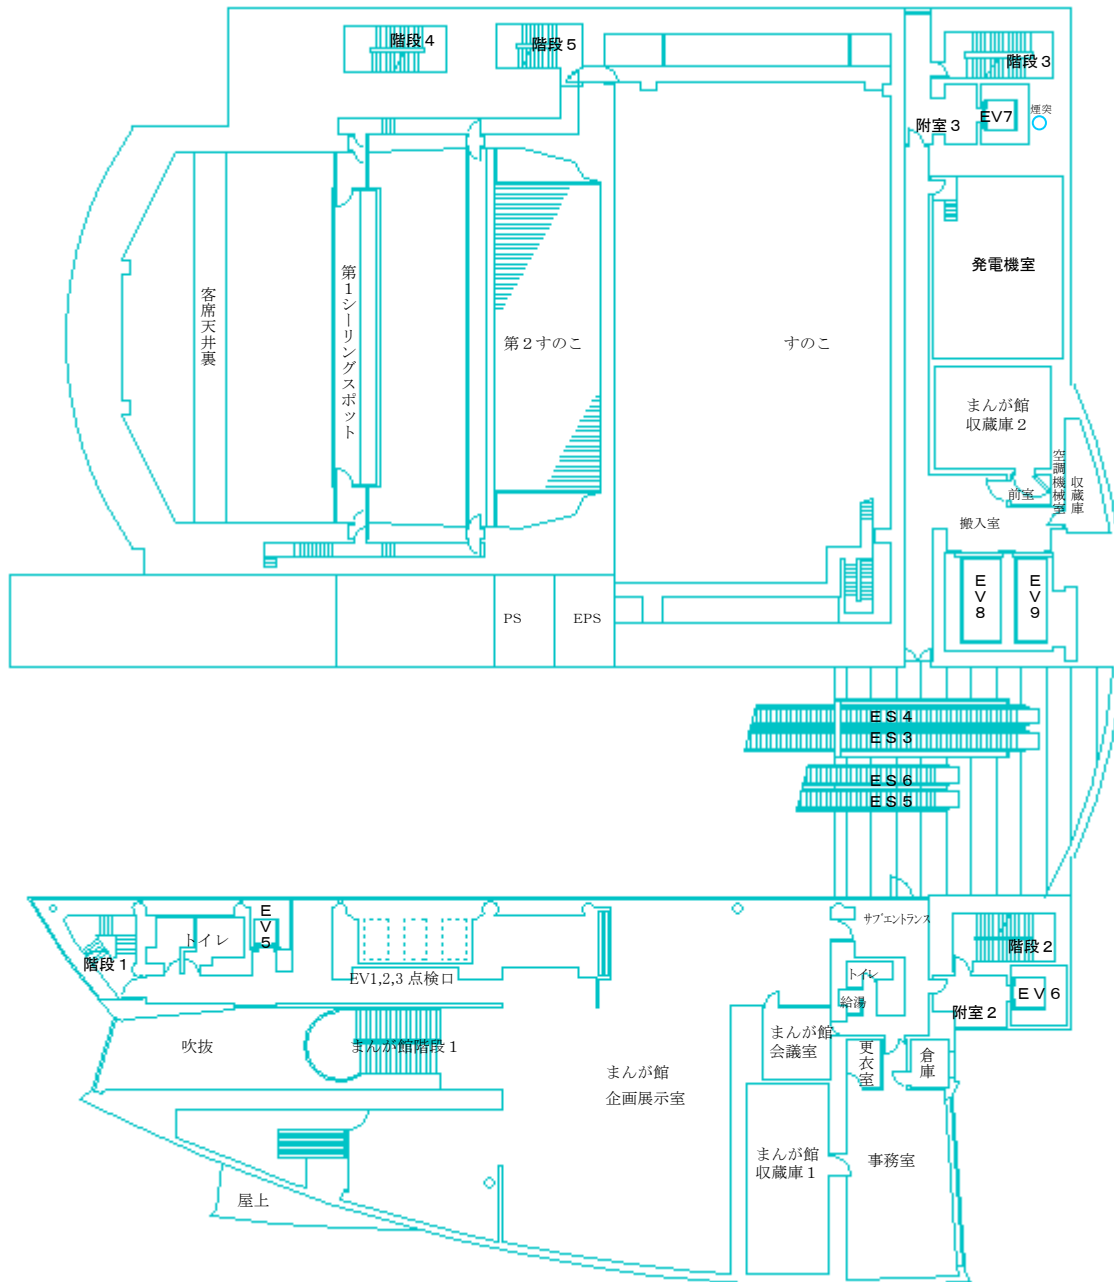 階段4
階段5
階段3
EV7
煙突
附室3
発電機室
客席天井裏
第1シーリングスポット
第2すのこ
すのこ
まんが館
収蔵庫2
空調機械室
収蔵庫
前室
搬入室
EV8
EV9
PS
EPS
ES4
ES3
ES6
ES5
EV5
トイレ
階段1
サブエントランス
階段2
EV1,2,3 点検口
トイレ
給湯
EV6
附室2
吹抜
まんが館階段1
まんが館
会議室
更衣室
倉庫
まんが館
企画展示室
まんが館
収蔵庫1
事務室
屋上